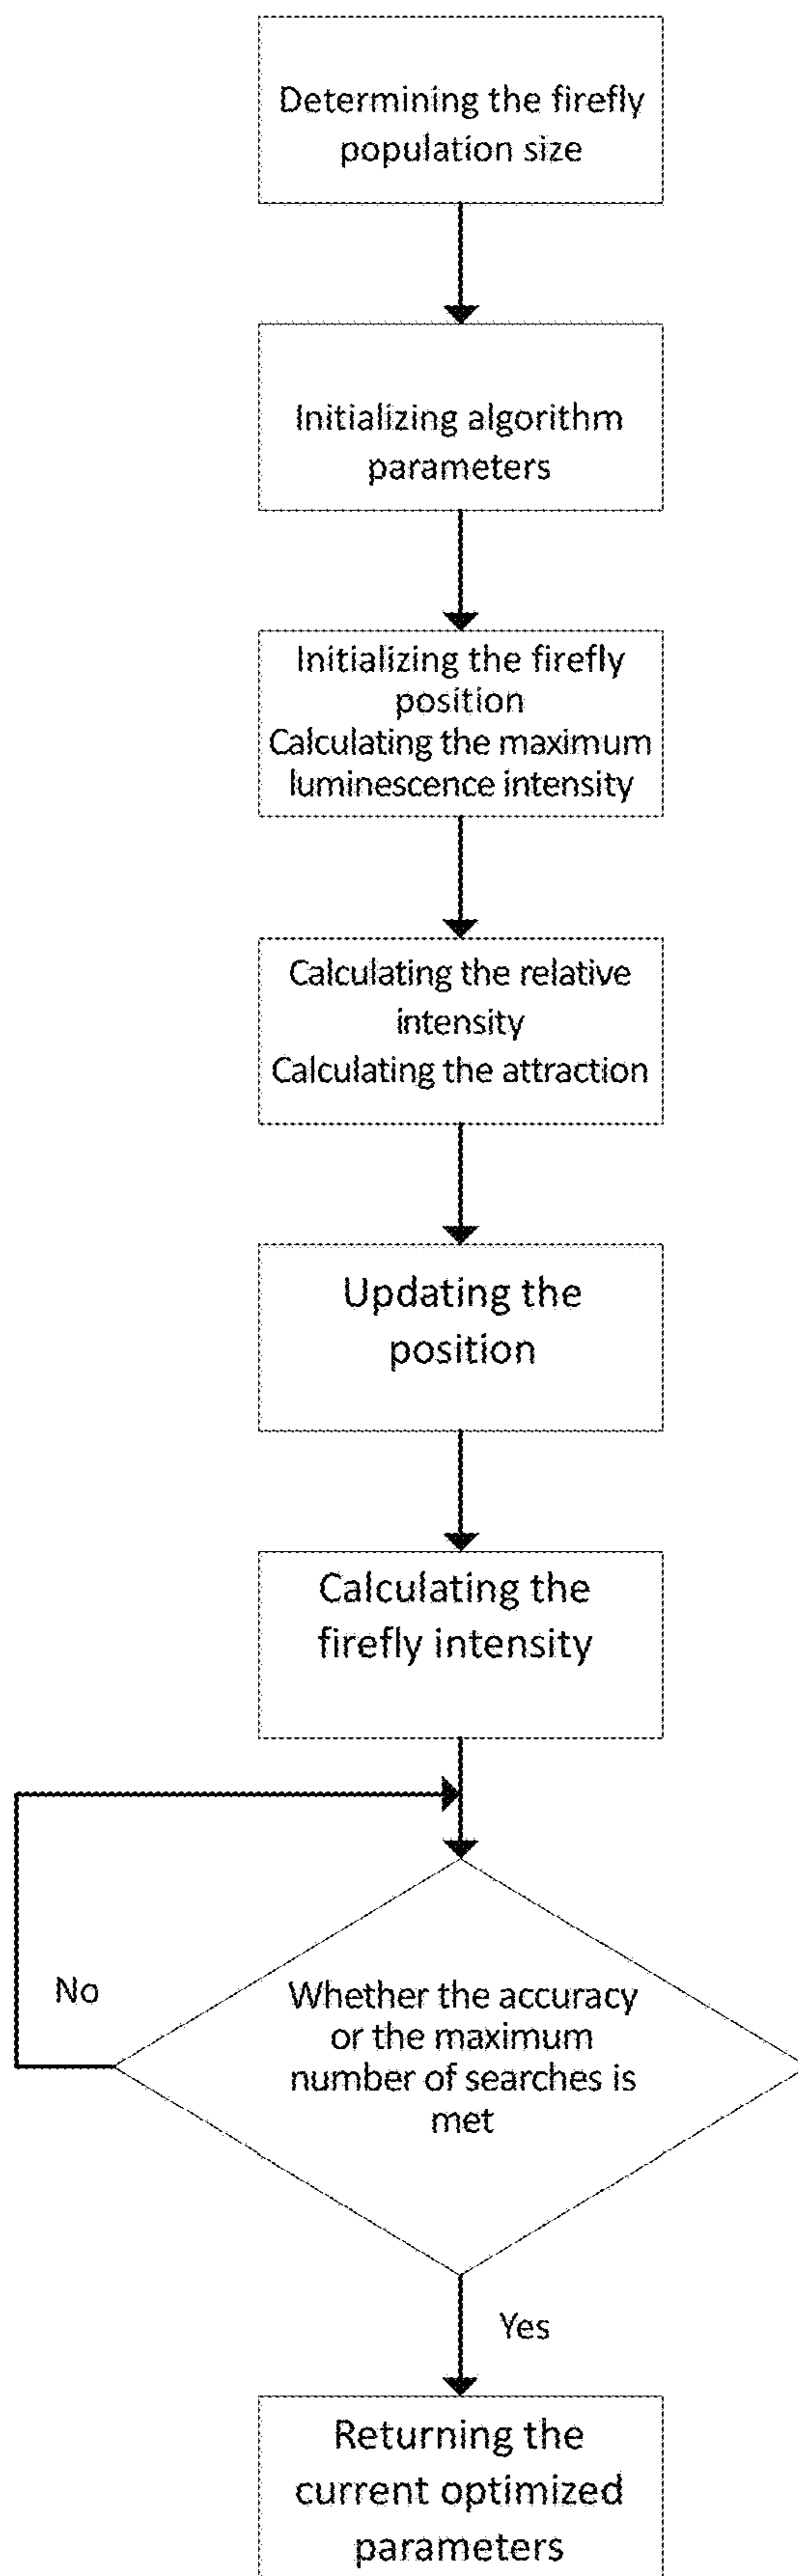 Determining the firefly
population size
Initializing algorithm
parameters
Initializing the firefly
position
Calculating the maximum
luminescence intensity
Calculating the relative
intensity
Calculating the attraction
Updating the
position
Calculating the
firefly intensity
No
Whether the accuracy
or the maximum
number of searches is
met
Yes
Returning the
current optimized
parameters